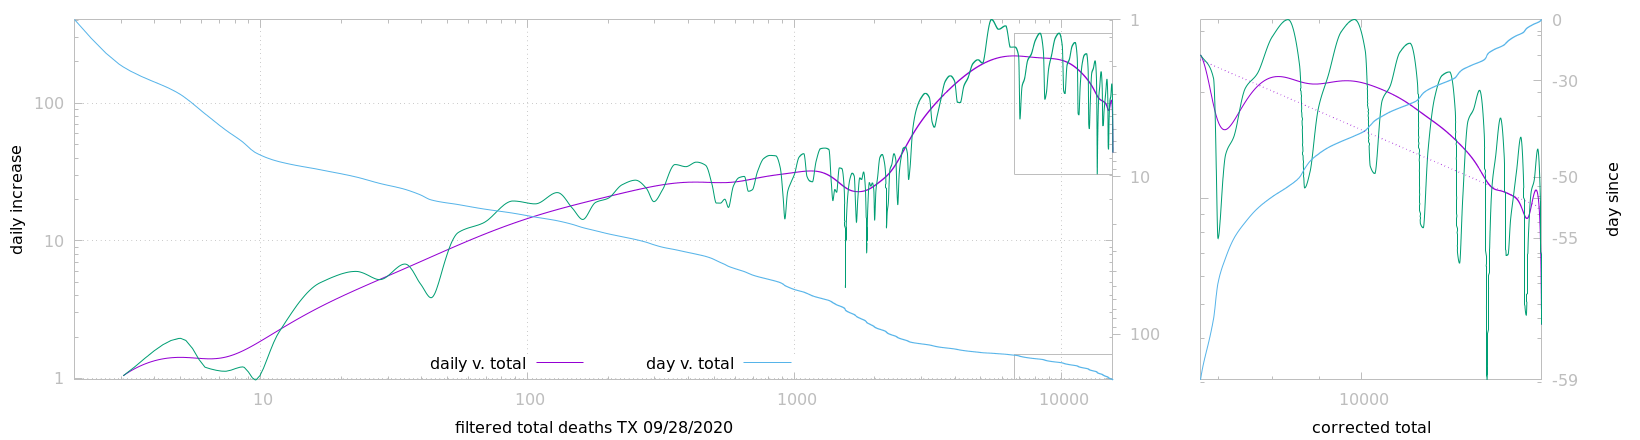 daily increase
100
10
1
daily v. total
day v. total
10
100
1000
10000
filtered total deaths TX 09/28/2020
1
10
100
10000
corrected total
0
-30
-50
-55
-59
day since